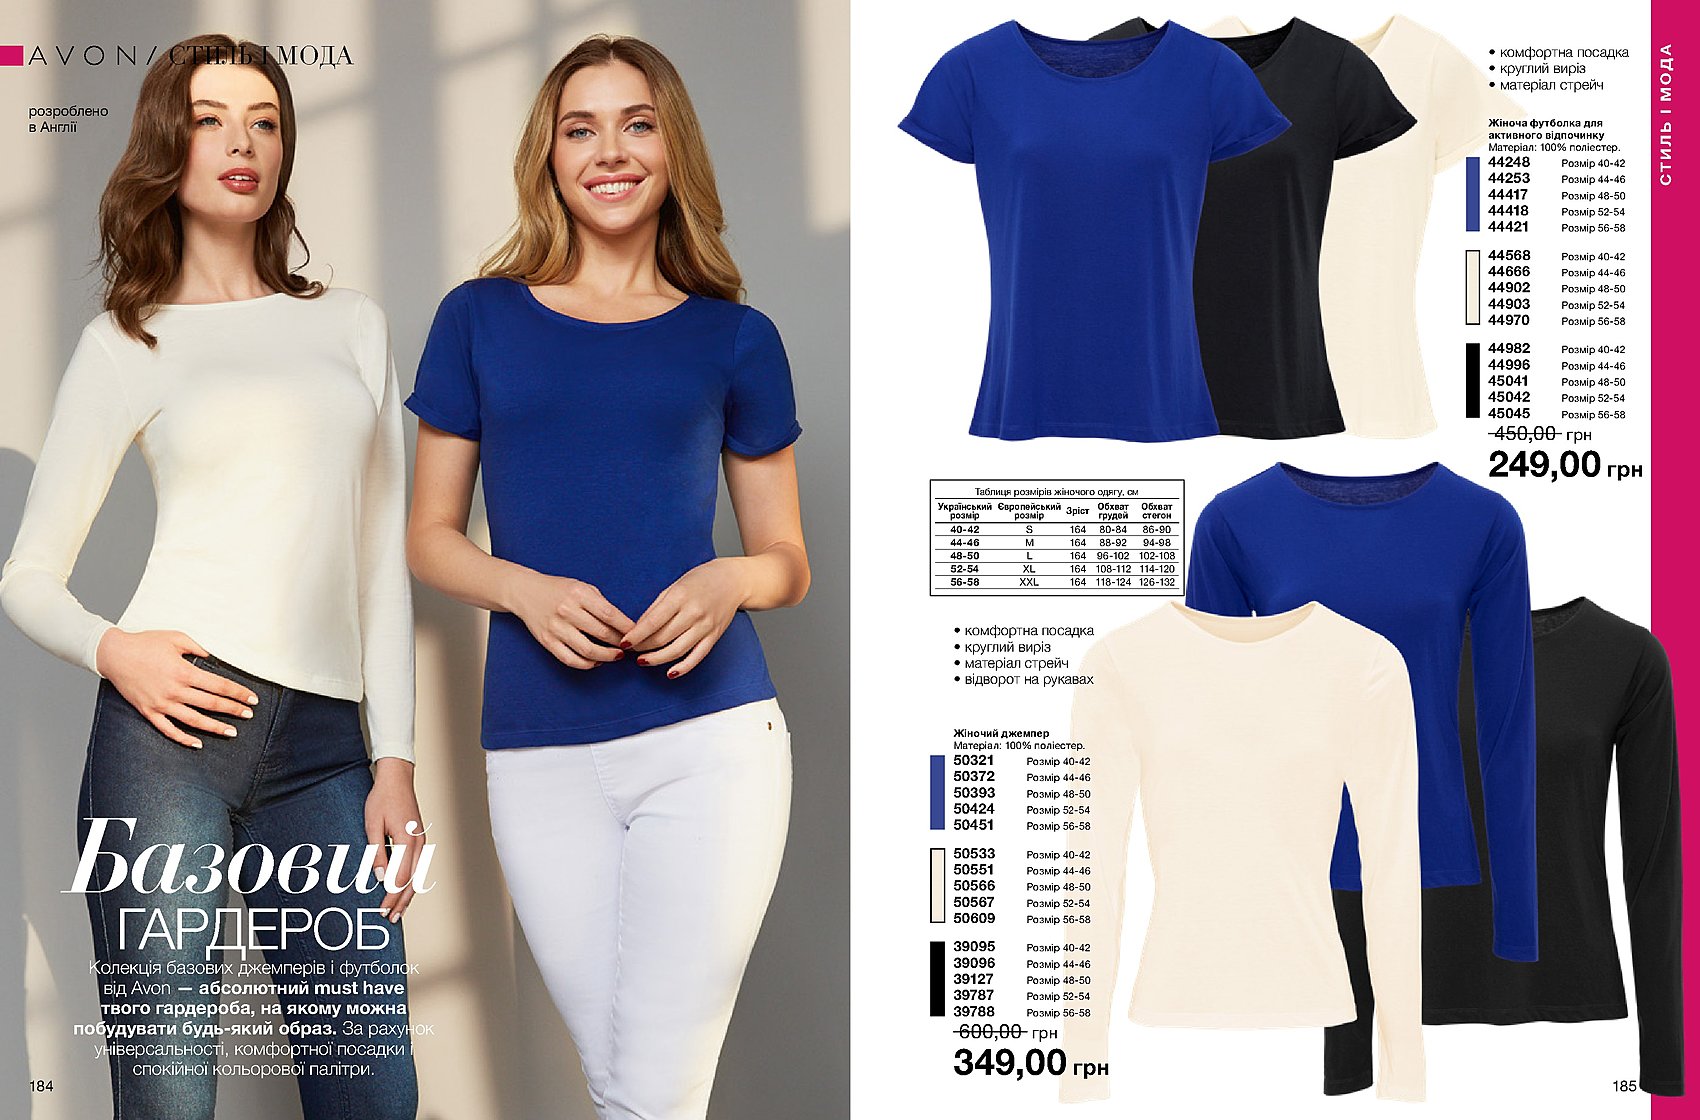 AVON / СТИЛЬ І МОДА
розроблено
в Англії
Базовий
ГАРДЕРОБ
Колекція базових джемперів і футболок
від Avon — абсолютний must have
твого гардероба, на якому можна
побудувати будь-який образ. За рахунок
універсальності, комфортної посадки і
спокійної кольорової палітри.
184
• комфортна посадка
• круглий виріз
• матеріал стрейч
Жіноча футболка для
активного відпочинку
Матеріал: 100% поліестер.
44248 Розмір 40-42
44253 Розмір 44-46
44417 Розмір 48-50
44418 Розмір 52-54
44421 Розмір 56-58
44568 Розмір 40-42
44666 Розмір 44-46
44902 Розмір 48-50
44903 Розмір 52-54
44970 Розмір 56-58
44982 Розмір 40-42
44996 Розмір 44-46
45041 Розмір 48-50
45042 Розмір 52-54
45045 Розмір 56-58
450,00 грн
249,00 грн
СТИЛЬ І МОДА
Таблиця розмірів жіночого одягу, см
Український розмір Європейський розмір Зріст Обхват грудей Обхват стегон
40-42 S 164 80-84 86-90
44-46 M 164 88-92 94-98
48-50 L 164 96-102 102-108
52-54 XL 164 108-112 114-120
56-58 XXL 164 118-124 126-132
• комфортна посадка
• круглий виріз
• матеріал стрейч
• відворот на рукавах
Жіночий джемпер
Матеріал: 100% поліестер.
50321 Розмір 40-42
50372 Розмір 44-46
50393 Розмір 48-50
50424 Розмір 52-54
50451 Розмір 56-58
50533 Розмір 40-42
50551 Розмір 44-46
50566 Розмір 48-50
50567 Розмір 52-54
50609 Розмір 56-58
39095 Розмір 40-42
39096 Розмір 44-46
39127 Розмір 48-50
39787 Розмір 52-54
39788 Розмір 56-58
600,00 грн
349,00 грн
185